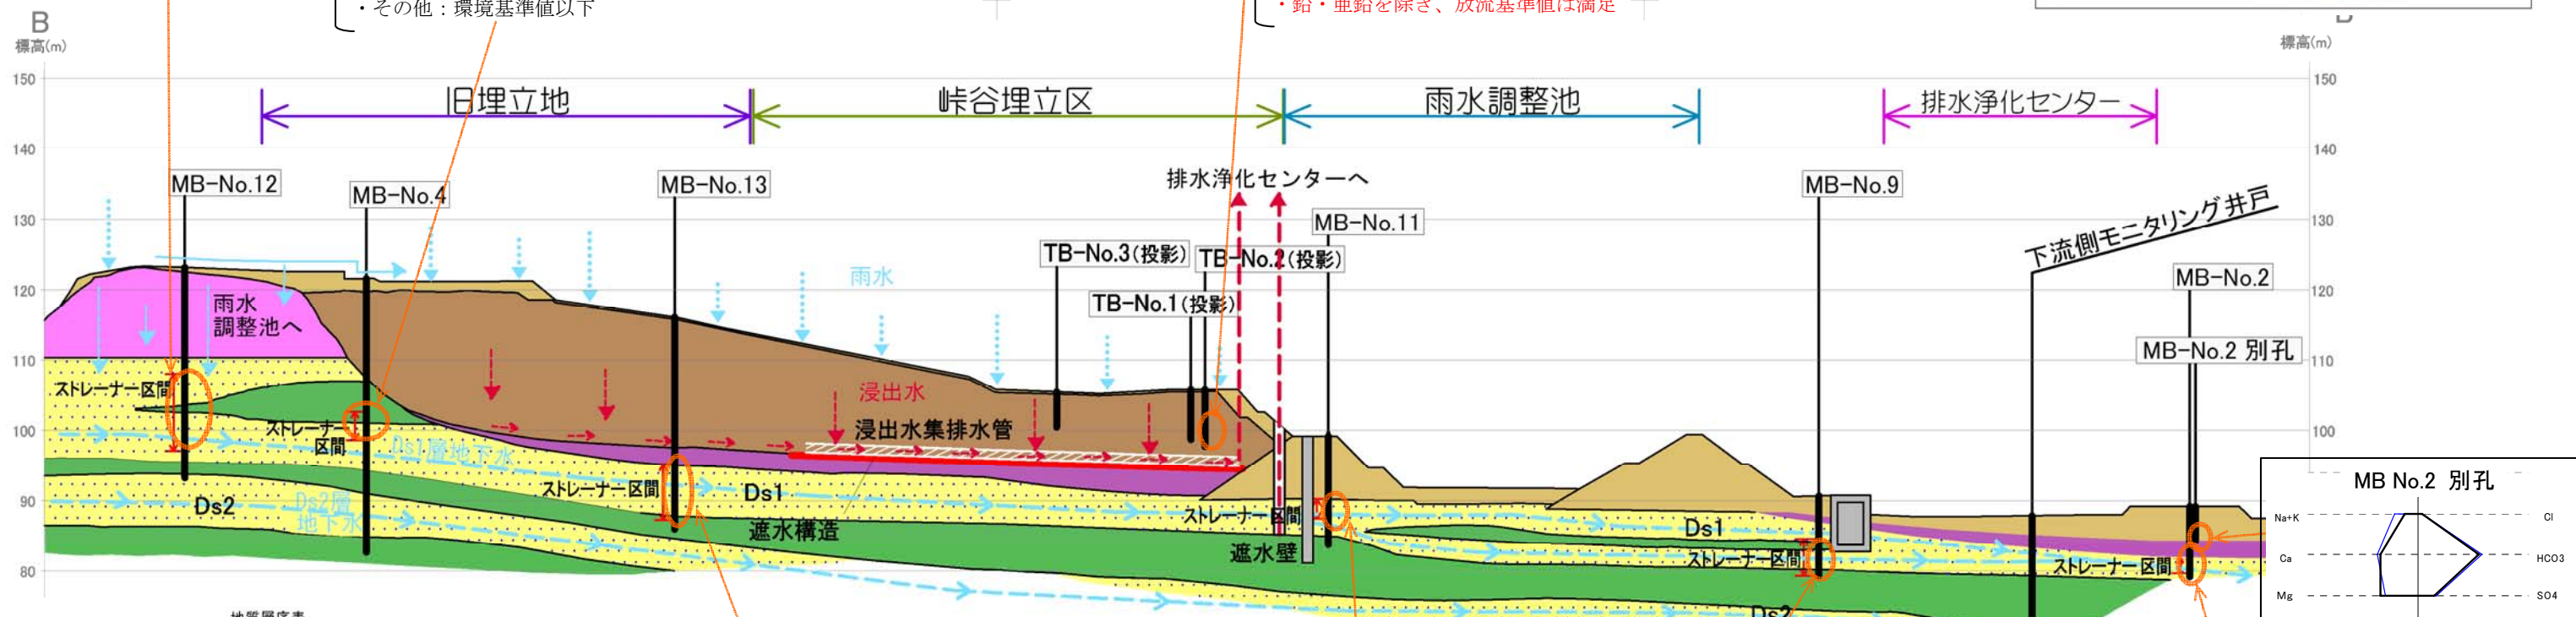 ・その他：環境基準値以下
・鉛・亜鉛を除き、放流基準値は満足
B
標高(m)
標高(m)
150
150
旧埋立地
峠谷埋立区
雨水調整池
排水浄化センター
140
140
MB-No.12
MB-No.4
MB-No.13
排水浄化センターへ
MB-No.9
130
130
MB-No.11
下流側モニタリング井戸
TB-No.3(投影)
TB-No.2(投影)
雨水
MB-No.2
120
120
雨水
調整池へ
TB-No.1(投影)
MB-No.2 別孔
110
110
ストレーナー区間
浸出水
100
100
ストレーナー
区間
浸出水集排水管
Ds1層地下水
MB No.2 別孔
ストレーナー区間
Ds1
90
Ds2
Ds2層
地下水
ストレーナー区間
Ds1
遮水構造
遮水壁
ストレーナー区間
ストレーナー区間
80
Na+K
Cl
Ca
HCO3
Mg
SO4
Ds2
地質層序表